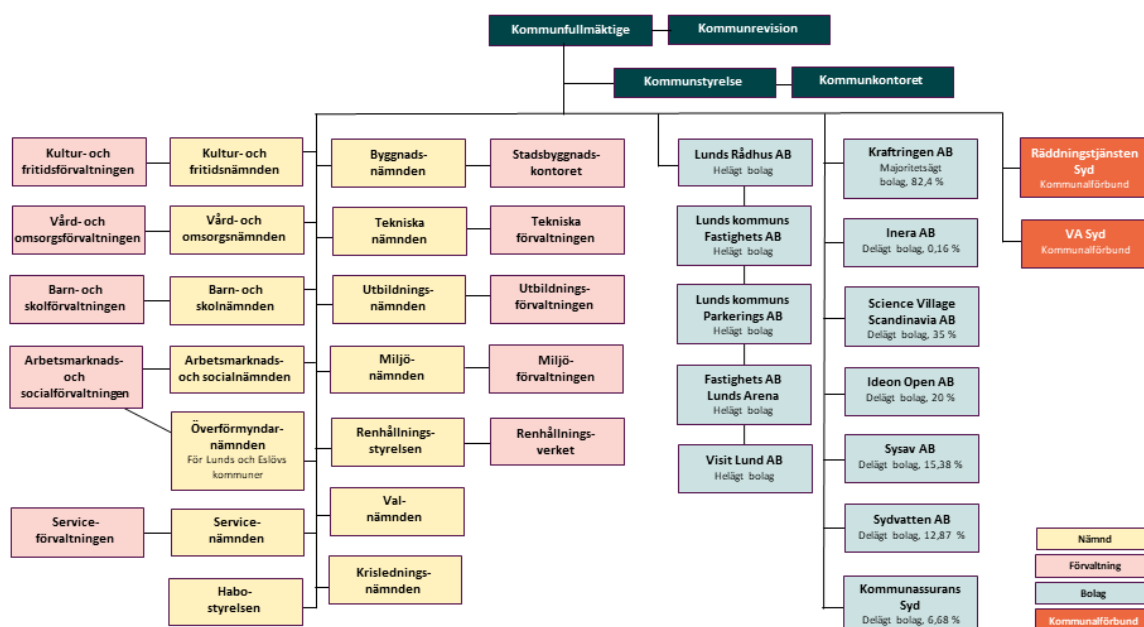 Kommunfullmäktige
Kommunrevision
Kommunstyrelse
Kommunkontoret
Kultur- och
fritidsförvaltningen
Kultur- och
fritidsnämnden
Vård- och
omsorgsförvaltningen
Vård- och
omsorgsnämnden
Barn- och
skolförvaltningen
Barn- och
skolnämnden
Arbetsmarknads-
och
socialförvaltningen
Arbetsmarknads-
och socialnämnden
Överförmyndar-
nämnden
För Lunds och Eslövs
kommuner
Service-
förvaltningen
Service-
nämnden
Habo-
styrelsen
Byggnads-
nämnden
Stadsbyggnads-
kontoret
Tekniska
nämnden
Tekniska
förvaltningen
Utbildnings-
nämnden
Utbildnings-
förvaltningen
Miljö-
nämnden
Miljö-
förvaltningen
Renhållnings-
styrelsen
Renhållnings-
verket
Val-
nämnden
Krislednings-
nämnden
Lunds Rådhus AB
Helägt bolag
Lunds kommuns
Fastighets AB
Helägt bolag
Lunds kommuns
Parkerings AB
Helägt bolag
Fastighets AB
Lunds Arena
Helägt bolag
Visit Lund AB
Helägt bolag
Kraftringen AB
Majoritetsägt
bolag, 82,4 %
Inera AB
Delägt bolag, 0,16 %
Science Village
Scandinavia AB
Delägt bolag, 35 %
Ideon Open AB
Delägt bolag, 20 %
Sysav AB
Delägt bolag, 15,38 %
Sydvatten AB
Delägt bolag, 12,87 %
Kommunassurans
Syd
Delägt bolag, 6,68 %
Räddningstjänsten
Syd
Kommunalförbund
VA Syd
Kommunalförbund
Nämnd
Förvaltning
Bolag
Kommunalförbund